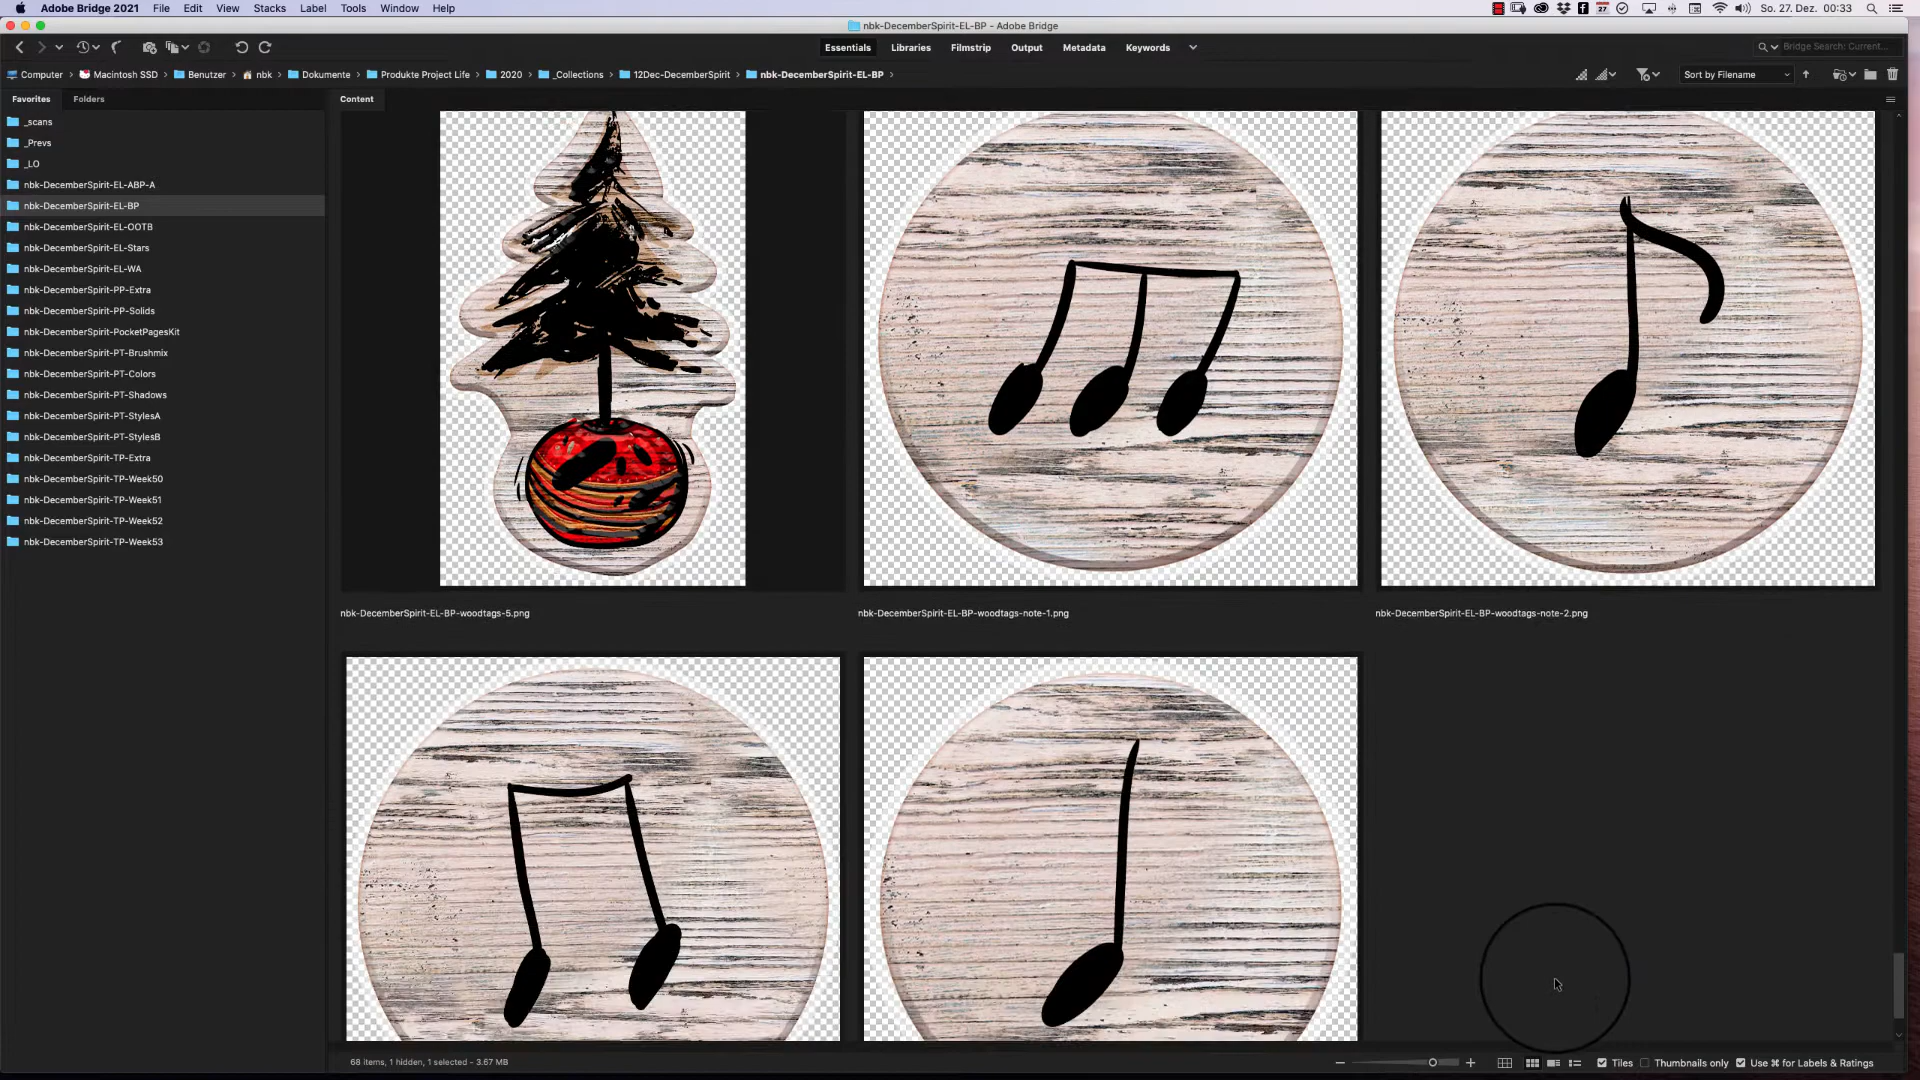 Adobe Bridge 2021 File Edit View Stacks Label Tools Window Help
27
So. 27. Dez. 00:33
nbk-DecemberSpirit-EL-BP – Adobe Bridge
Essentials Libraries Filmstrip Output Metadata Keywords
Bridge Search: Current...
Computer Macintosh SSD Benutzer nbk Dokumente Produkte Project Life 2020 _Collections 12Dec-DecemberSpirit nbk-DecemberSpirit-EL-BP
Sort by Filename
Favorites Folders
Content
_scans
_Prevs
_LO
nbk-DecemberSpirit-EL-ABP-A
nbk-DecemberSpirit-EL-BP
nbk-DecemberSpirit-EL-OOTB
nbk-DecemberSpirit-EL-Stars
nbk-DecemberSpirit-EL-WA
nbk-DecemberSpirit-PP-Extra
nbk-DecemberSpirit-PP-Solids
nbk-DecemberSpirit-PocketPagesKit
nbk-DecemberSpirit-PT-Brushmix
nbk-DecemberSpirit-PT-Colors
nbk-DecemberSpirit-PT-Shadows
nbk-DecemberSpirit-PT-StylesA
nbk-DecemberSpirit-PT-StylesB
nbk-DecemberSpirit-TP-Extra
nbk-DecemberSpirit-TP-Week50
nbk-DecemberSpirit-TP-Week51
nbk-DecemberSpirit-TP-Week52
nbk-DecemberSpirit-TP-Week53
nbk-DecemberSpirit-EL-BP-woodtags-5.png
nbk-DecemberSpirit-EL-BP-woodtags-note-1.png
nbk-DecemberSpirit-EL-BP-woodtags-note-2.png
68 items, 1 hidden, 1 selected - 3.67 MB
Tiles Thumbnails only Use ⌘ for Labels & Ratings